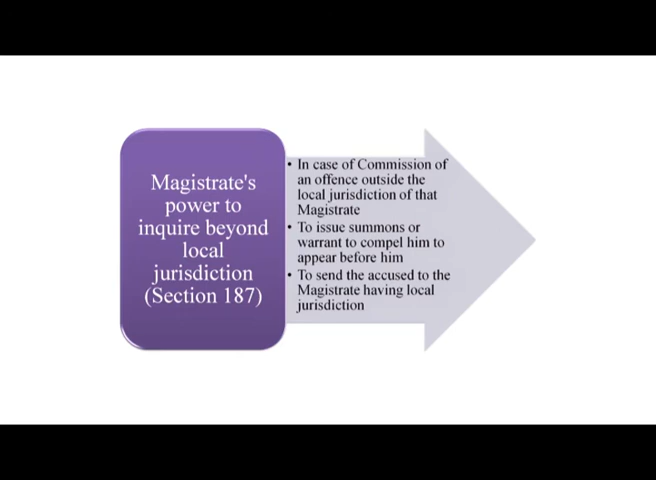 Magistrate's
power to
inquire beyond
local
jurisdiction
(Section 187)
• In case of Commission of
an offence outside the
local jurisdiction of that
Magistrate
• To issue summons or
warrant to compel him to
appear before him
• To send the accused to the
Magistrate having local
jurisdiction